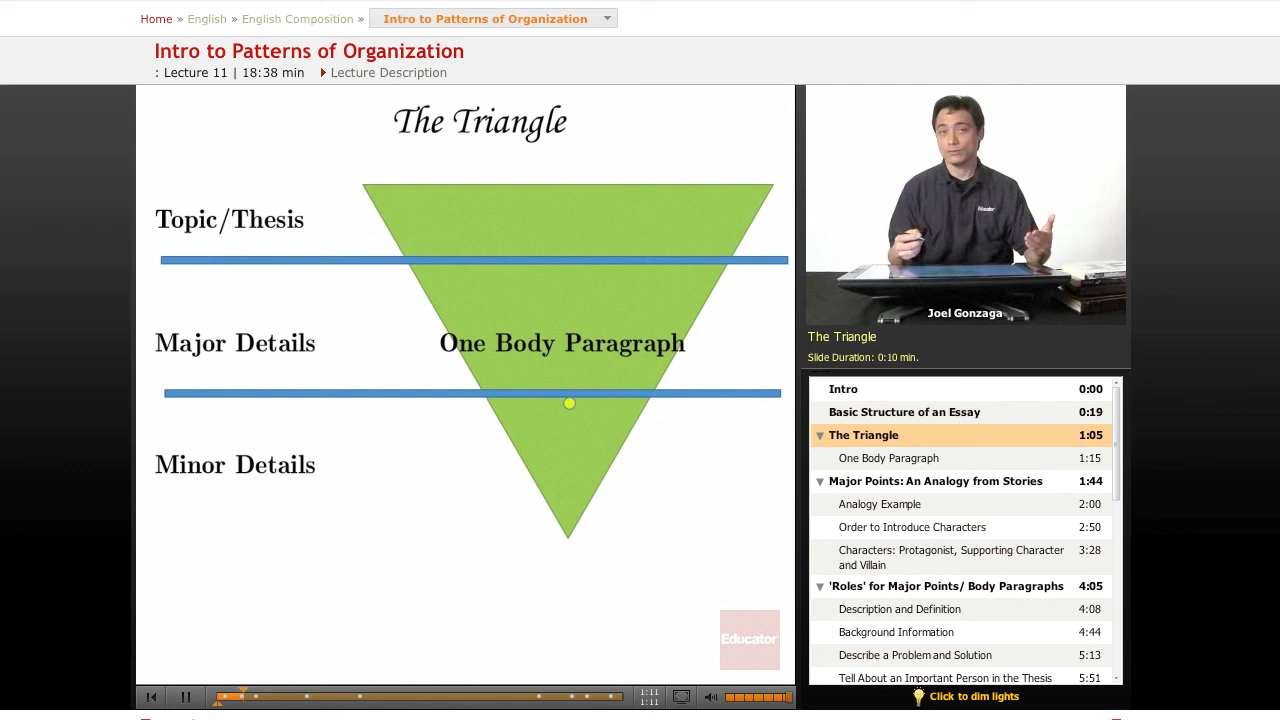 Home » English » English Composition » Intro to Patterns of Organization
Intro to Patterns of Organization
: Lecture 11 | 18:38 min Lecture Description
The Triangle
Topic/Thesis
Major Details
One Body Paragraph
Minor Details
Educator
Educator
Joel Gonzaga
The Triangle
Slide Duration: 0:10 min.
Intro 0:00
Basic Structure of an Essay 0:19
The Triangle 1:05
One Body Paragraph 1:15
Major Points: An Analogy from Stories 1:44
Analogy Example 2:00
Order to Introduce Characters 2:50
Characters: Protagonist, Supporting Character 3:28
and Villain
'Roles' for Major Points/ Body Paragraphs 4:05
Description and Definition 4:08
Background Information 4:44
Describe a Problem and Solution 5:13
Tell About an Important Person in the Thesis 5:51
1:11
1:11
Click to dim lights